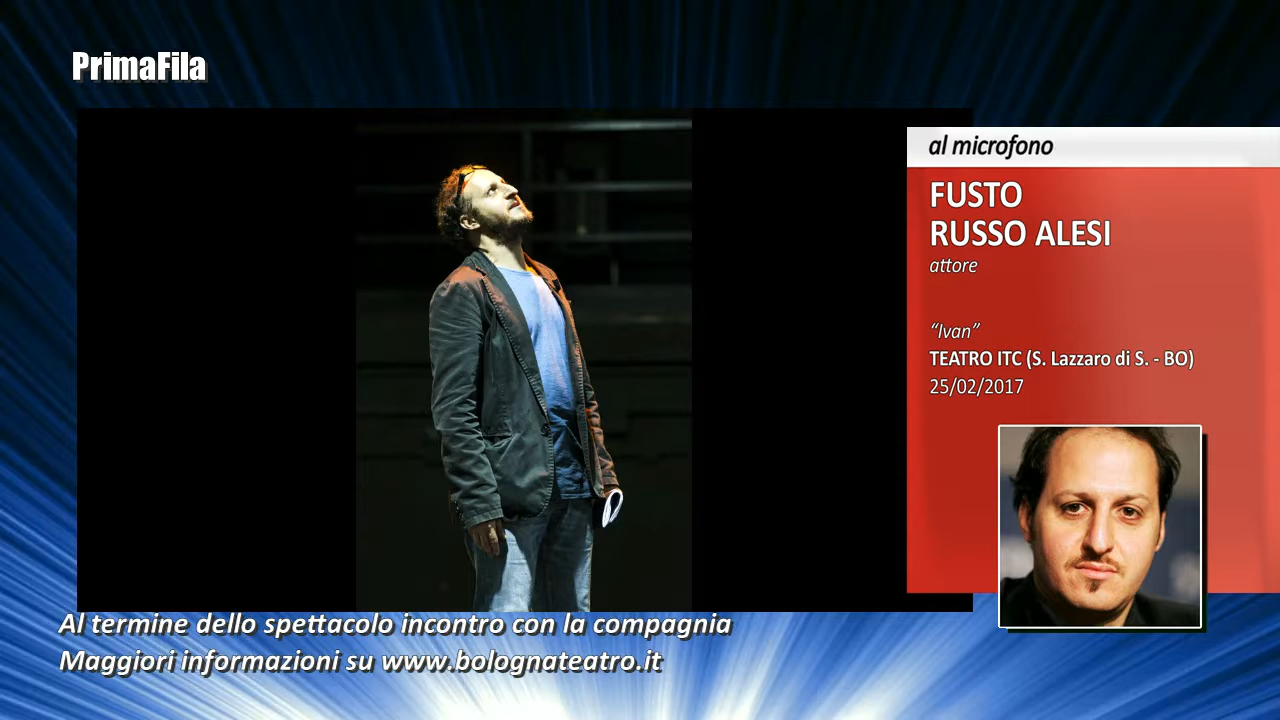 PrimaFila
al microfono
FUSTO
RUSSO ALESI
attore
“Ivan”
TEATRO ITC (S. Lazzaro di S. - BO)
25/02/2017
Al termine dello spettacolo incontro con la compagnia
Maggiori informazioni su www.bolognateatro.it